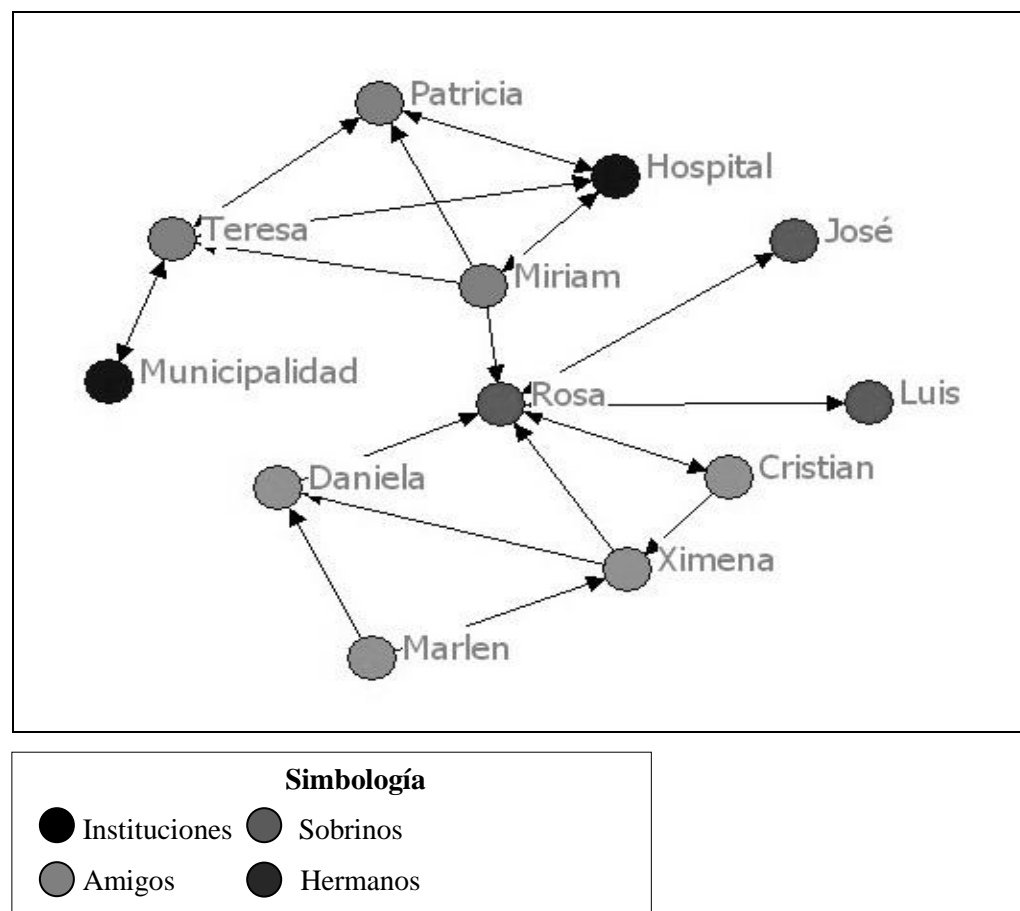 Patricia
Hospital
José
Teresa
Miriam
Municipalidad
Rosa
Luis
Daniela
Cristian
Ximena
Marlen
Simbología
Instituciones Sobrinos
Amigos Hermanos